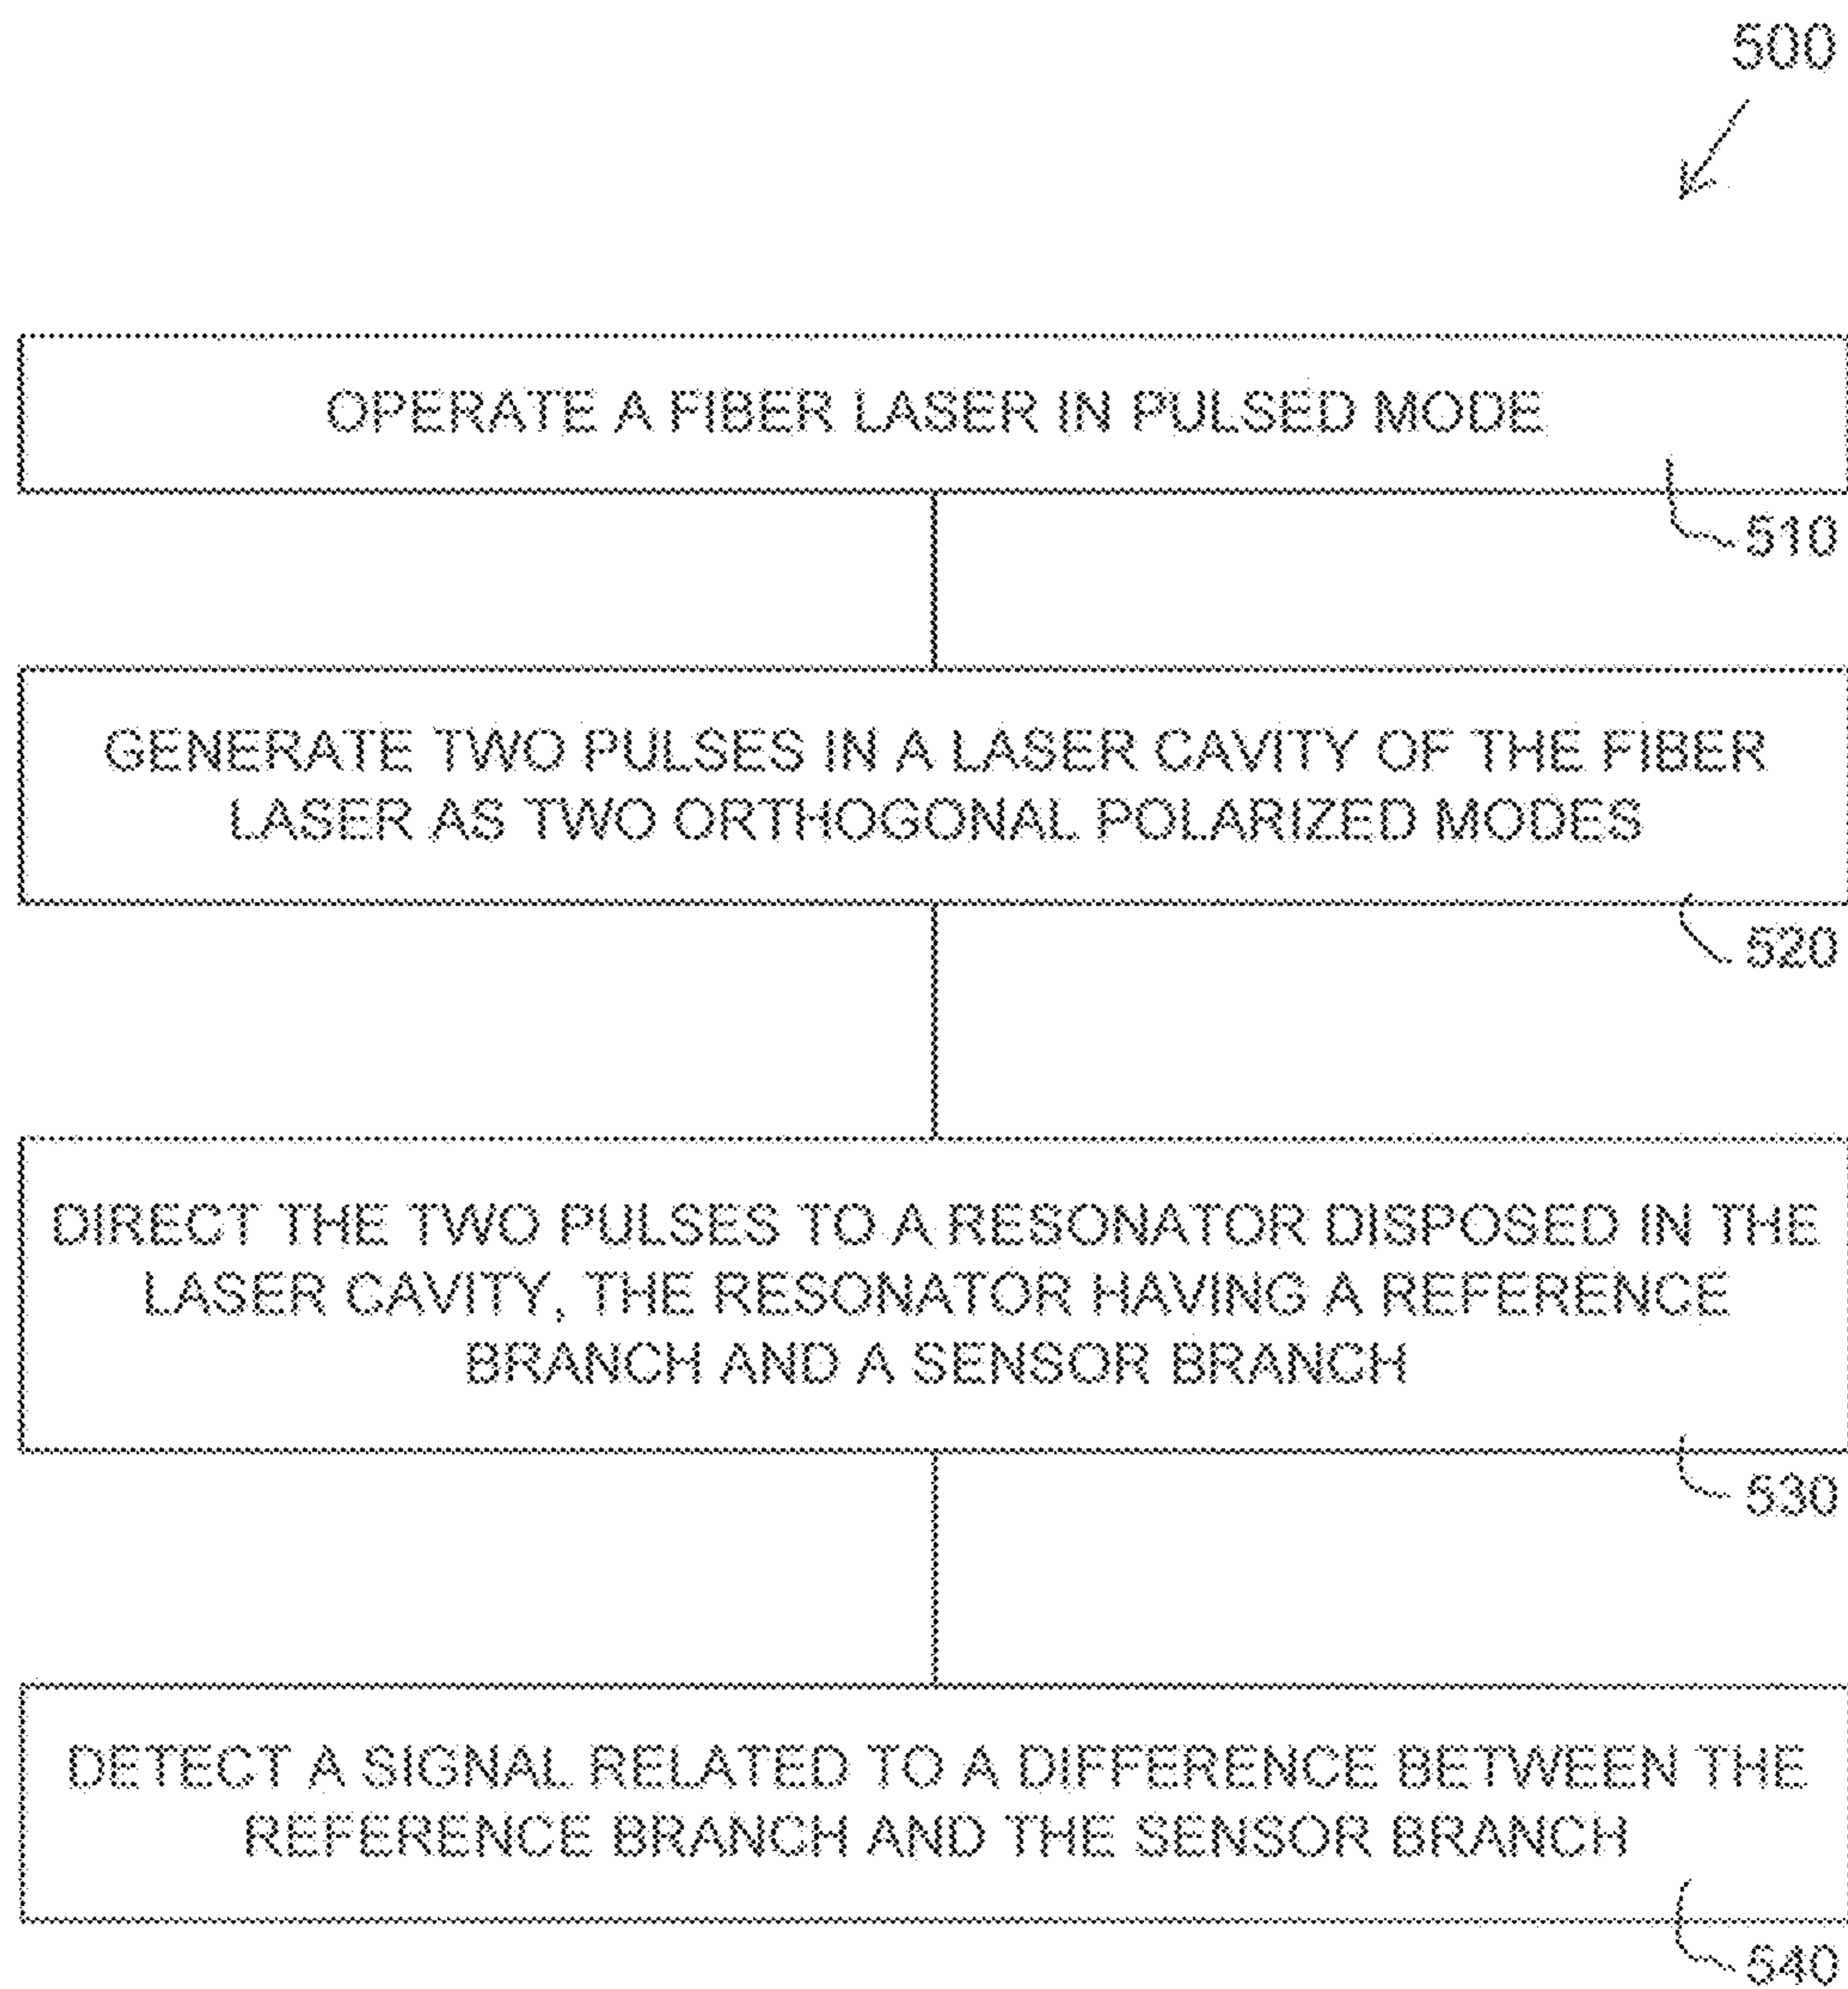 500
OPERATE A FIBER LASER IN PULSED MODE
510
GENERATE TWO PULSES IN A LASER CAVITY OF THE FIBER
LASER AS TWO ORTHOGONAL POLARIZED MODES
520
DIRECT THE TWO PULSES TO A RESONATOR DISPOSED IN THE
LASER CAVITY, THE RESONATOR HAVING A REFERENCE
BRANCH AND A SENSOR BRANCH
530
DETECT A SIGNAL RELATED TO A DIFFERENCE BETWEEN THE
REFERENCE BRANCH AND THE SENSOR BRANCH
540